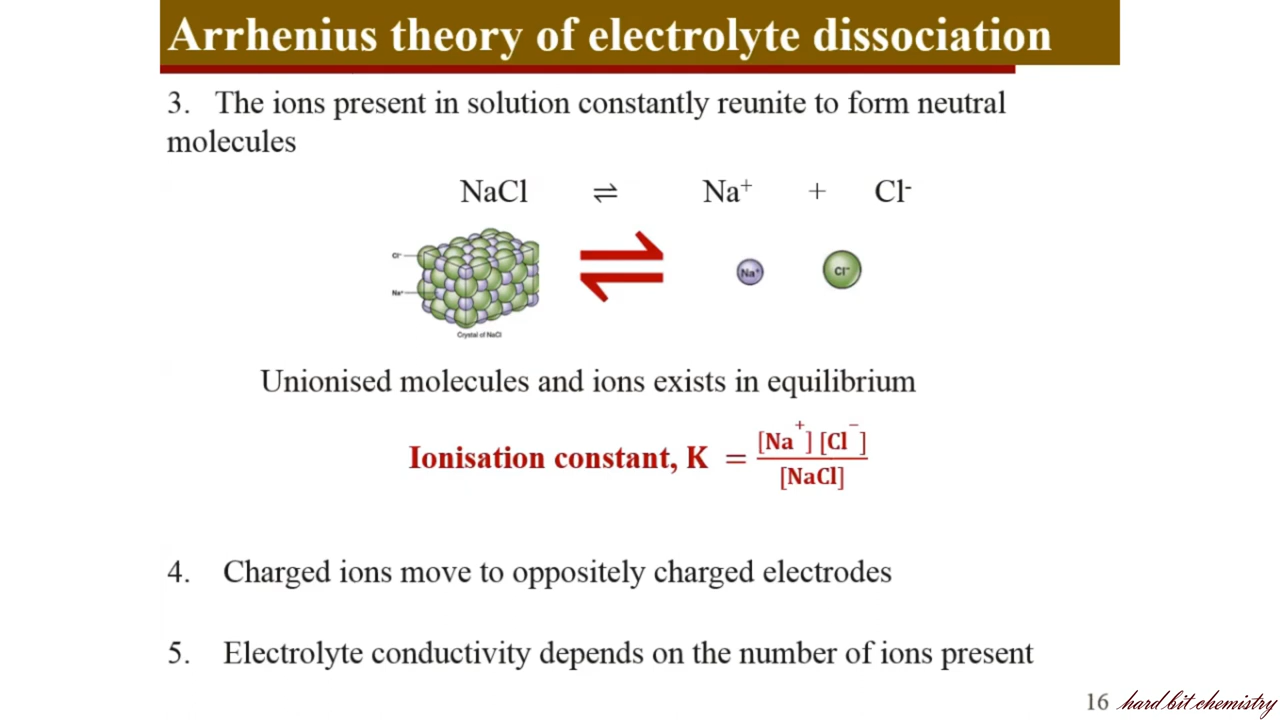 Arrhenius theory of electrolyte dissociation
3. The ions present in solution constantly reunite to form neutral
molecules
NaCl ⇌ Na⁺ + Cl⁻
Cl⁻
Na⁺
Na⁺
Cl⁻
Crystal of NaCl
Unionised molecules and ions exists in equilibrium
Ionisation constant, K = [Na⁺] [Cl⁻]
[NaCl]
4. Charged ions move to oppositely charged electrodes
5. Electrolyte conductivity depends on the number of ions present
16 hard bit chemistry